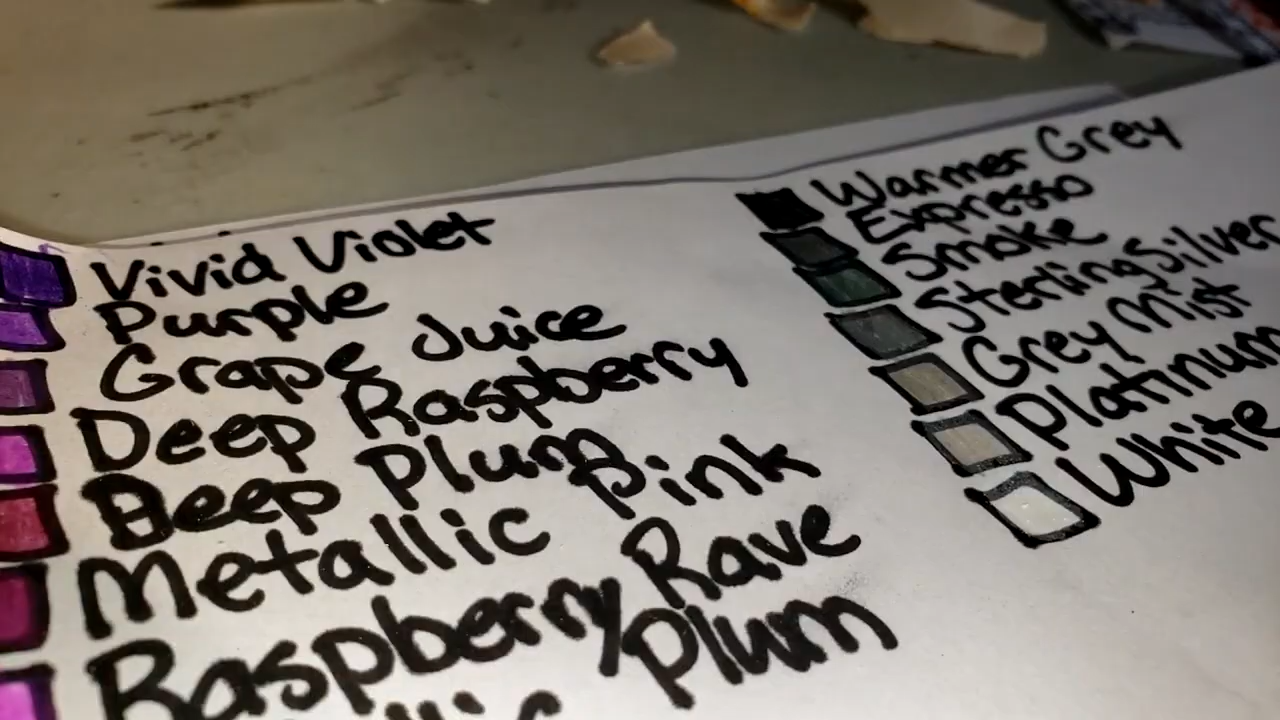 Vivid Violet
Purple
Grape Juice
Deep Raspberry
Deep Plum
Metallic Pink
Raspberry Rave
Plum
Warmer Grey
Expresso
Smoke
Sterling Silver
Grey Mist
Platinum
White